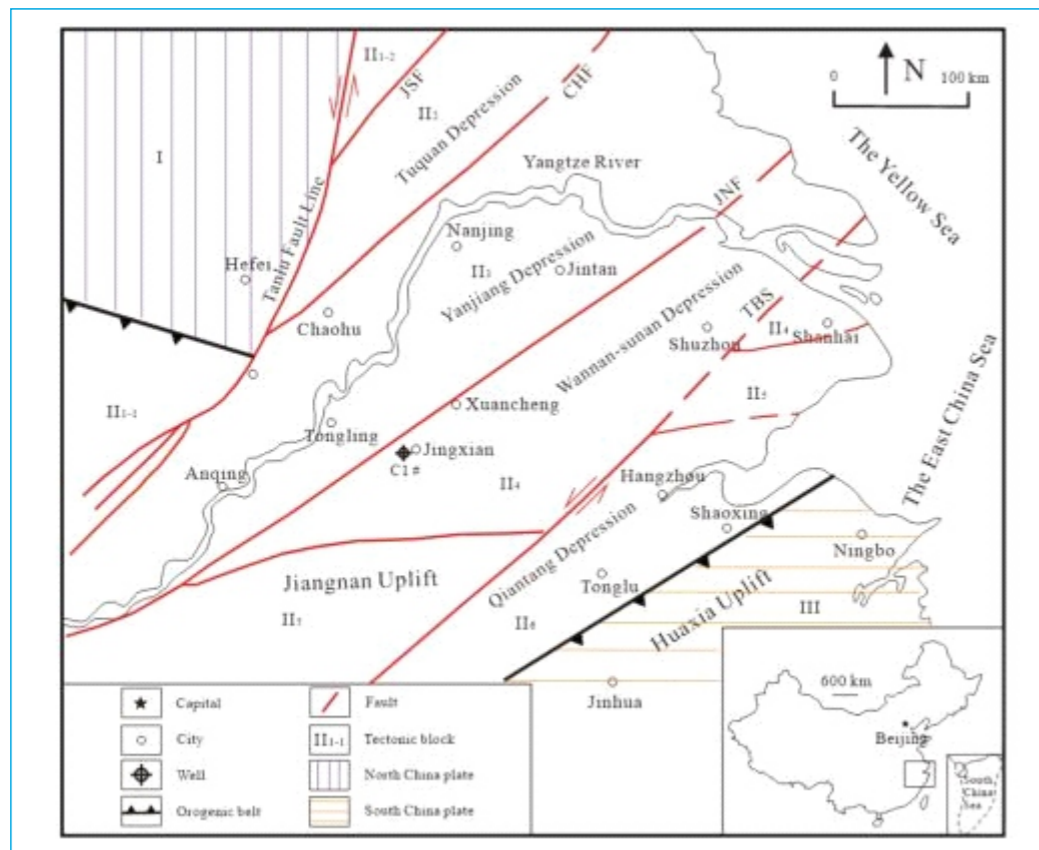 II1-2
JSF
CHF
N
0
100 km
II2
Tuquan Depression
I
The Yellow Sea
Yangtze River
JNF
Tanlu Fault Line
Nanjing
Hefei
II3
Jintan
Yanjiang Depression
Chaohu
Wannan-sunan Depression
TBS
II4
Shuzhou
Shanhai
II5
The East China Sea
II1-1
Xuancheng
Tongling
Jingxian
C1#
Anqing
II4
Hangzhou
Shaoxing
Ningbo
Qiantang Depression
Jiangnan Uplift
Tonglu
Huaxia Uplift
III
II5
II6
Jinhua
600 km
Beijing
South
China
Sea
Capital
Fault
City
II1-1
Tectonic block
Well
North China plate
Orogenic belt
South China plate